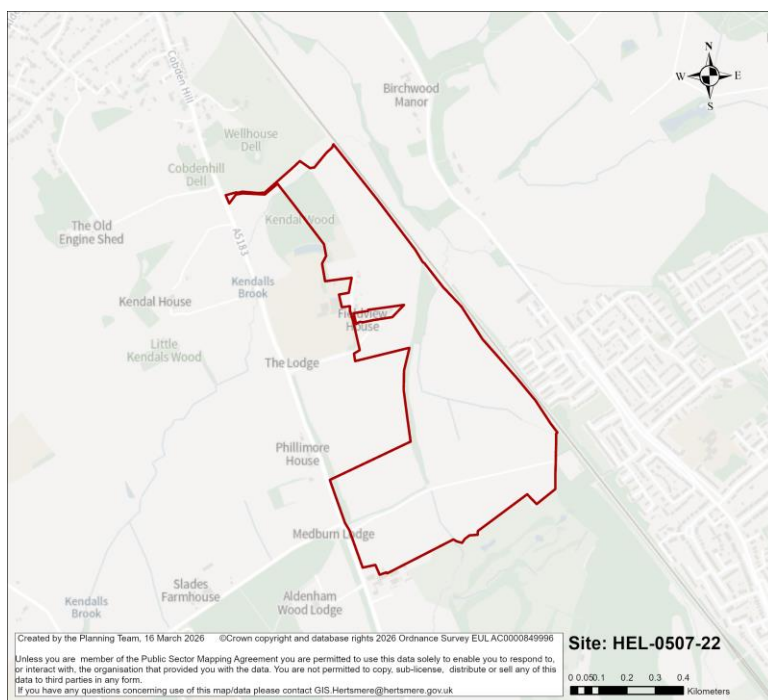 N
W E
S
Cobden Hill
Birchwood
Manor
Wellhouse
Dell
Cobdenhill
Dell
The Old
Engine Shed
Kendal Wood
A5183
Kendalls
Brook
Kendal House
Fieldview
House
Little
Kendals Wood
The Lodge
Phillimore
House
Medburn Lodge
Slades
Farmhouse
Aldenham
Wood Lodge
Kendalls
Brook
Created by the Planning Team, 16 March 2026 ©Crown copyright and database rights 2026 Ordnance Survey EUL AC0000849996
Unless you are member of the Public Sector Mapping Agreement you are permitted to use this data solely to enable you to respond to,
or interact with, the organisation that provided you with the data. You are not permitted to copy, sub-license, distribute or sell any of this
data to third parties in any form.
If you have any questions concerning use of this map/data please contact GIS.Hertsmere@hertsmere.gov.uk
Site: HEL-0507-22
0 0.05 0.1 0.2 0.3 0.4
Kilometers